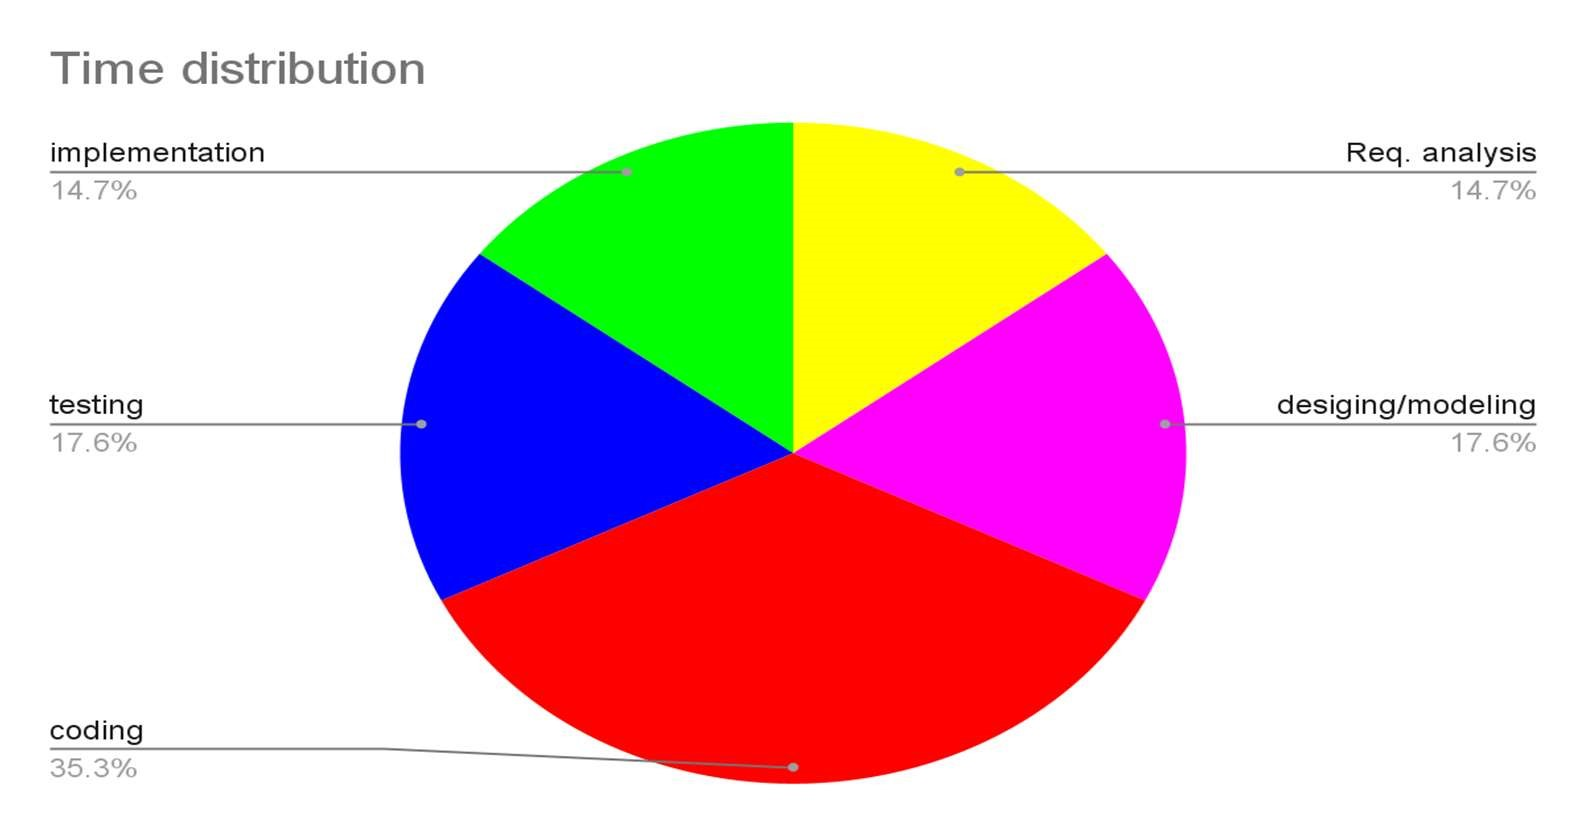 Time distribution
implementation
14.7%
Req. analysis
14.7%
testing
17.6%
desiging/modeling
17.6%
coding
35.3%